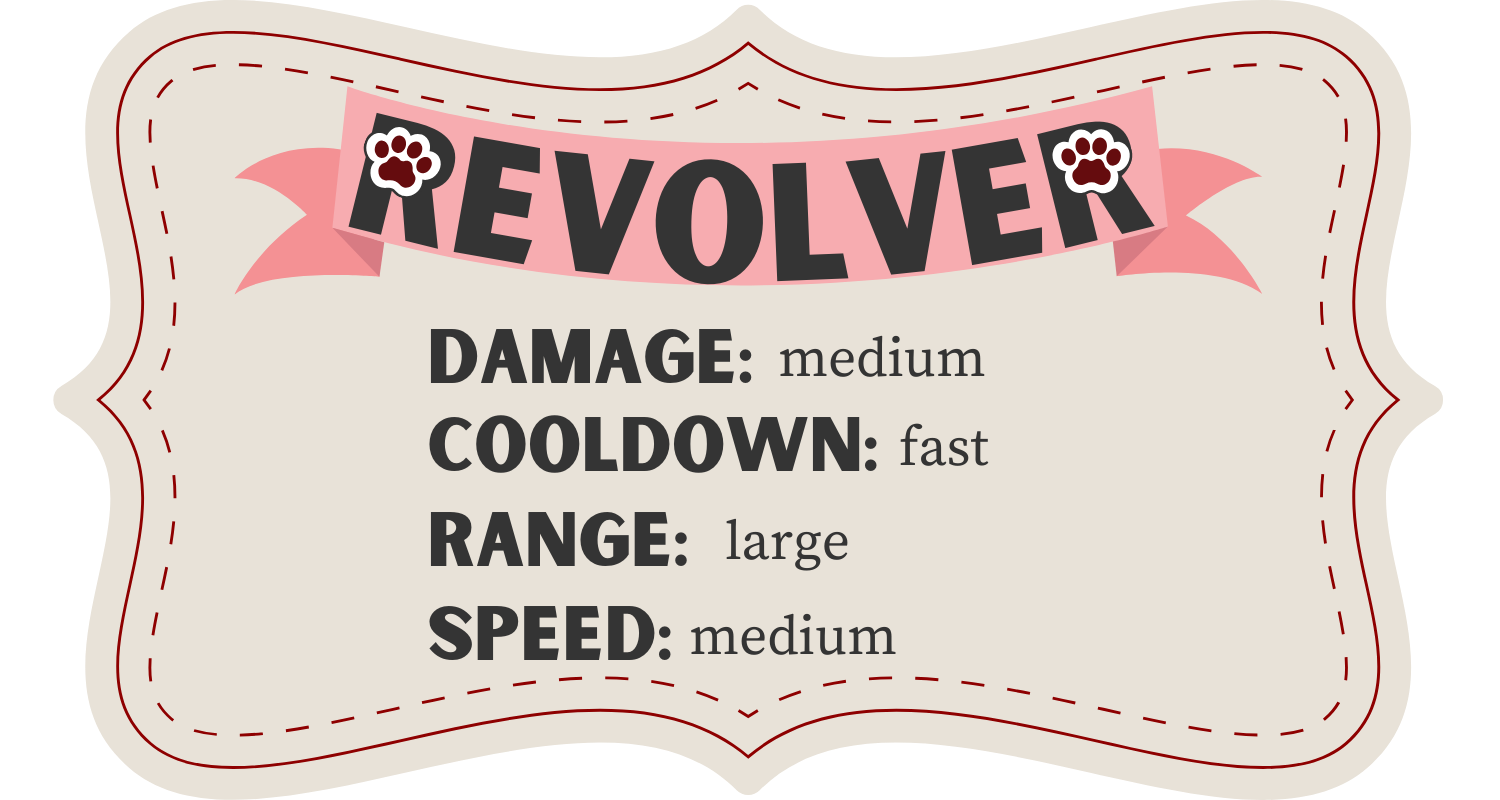 REVOLVER
DAMAGE: medium
COOLDOWN: fast
RANGE: large
SPEED: medium